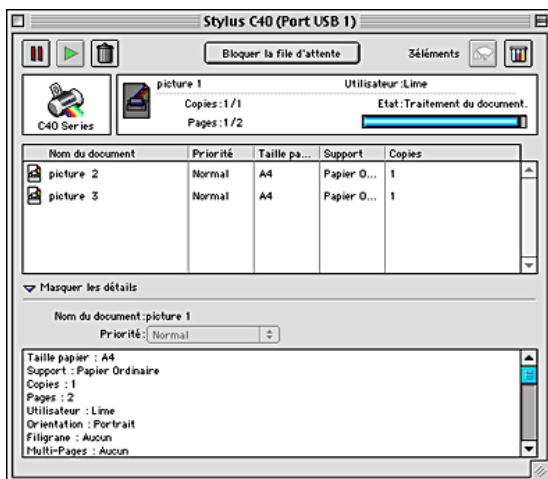 Stylus C40 (Port USB 1)
Bloquer la file d'attente
3éléments
picture 1
Utilisateur :Lime
Copies :1/1
Etat :Traitement du document.
C40 Series
Pages :1/2
Nom du document Priorité Taille pa... Support Copies
picture 2 Normal A4 Papier O... 1
picture 3 Normal A4 Papier O... 1
Masquer les détails
Nom du document :picture 1
Priorité : Normal
Taille papier : A4
Support : Papier Ordinaire
Copies : 1
Pages : 2
Utilisateur : Lime
Orientation : Portrait
Filigrane : Aucun
Multi-Pages : Aucun